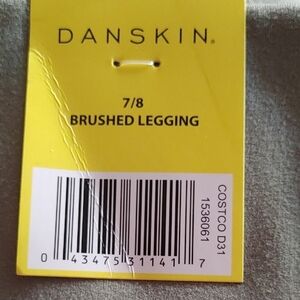 DANSKIN®
7/8
BRUSHED LEGGING
COSTCO D31
1536061
0 43475 31141 7